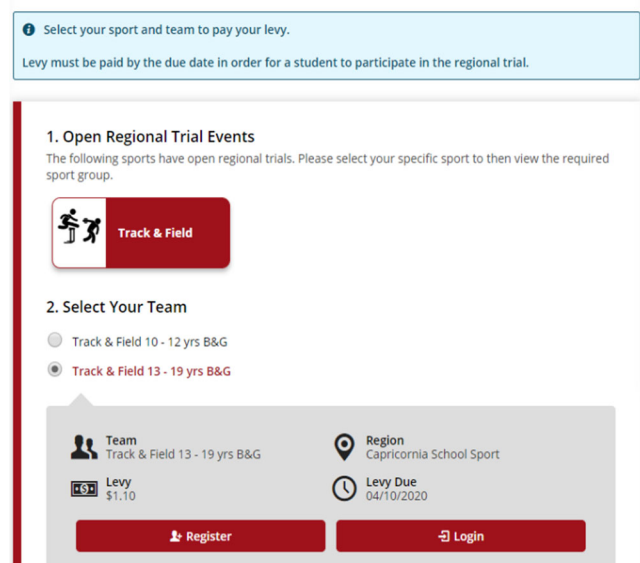 Select your sport and team to pay your levy.
Levy must be paid by the due date in order for a student to participate in the regional trial.
1. Open Regional Trial Events
The following sports have open regional trials. Please select your specific sport to then view the required
sport group.
Track & Field
2. Select Your Team
Track & Field 10 - 12 yrs B&G
Track & Field 13 - 19 yrs B&G
Team
Track & Field 13 - 19 yrs B&G
Region
Capricornia School Sport
Levy
$1.10
Levy Due
04/10/2020
Register
Login